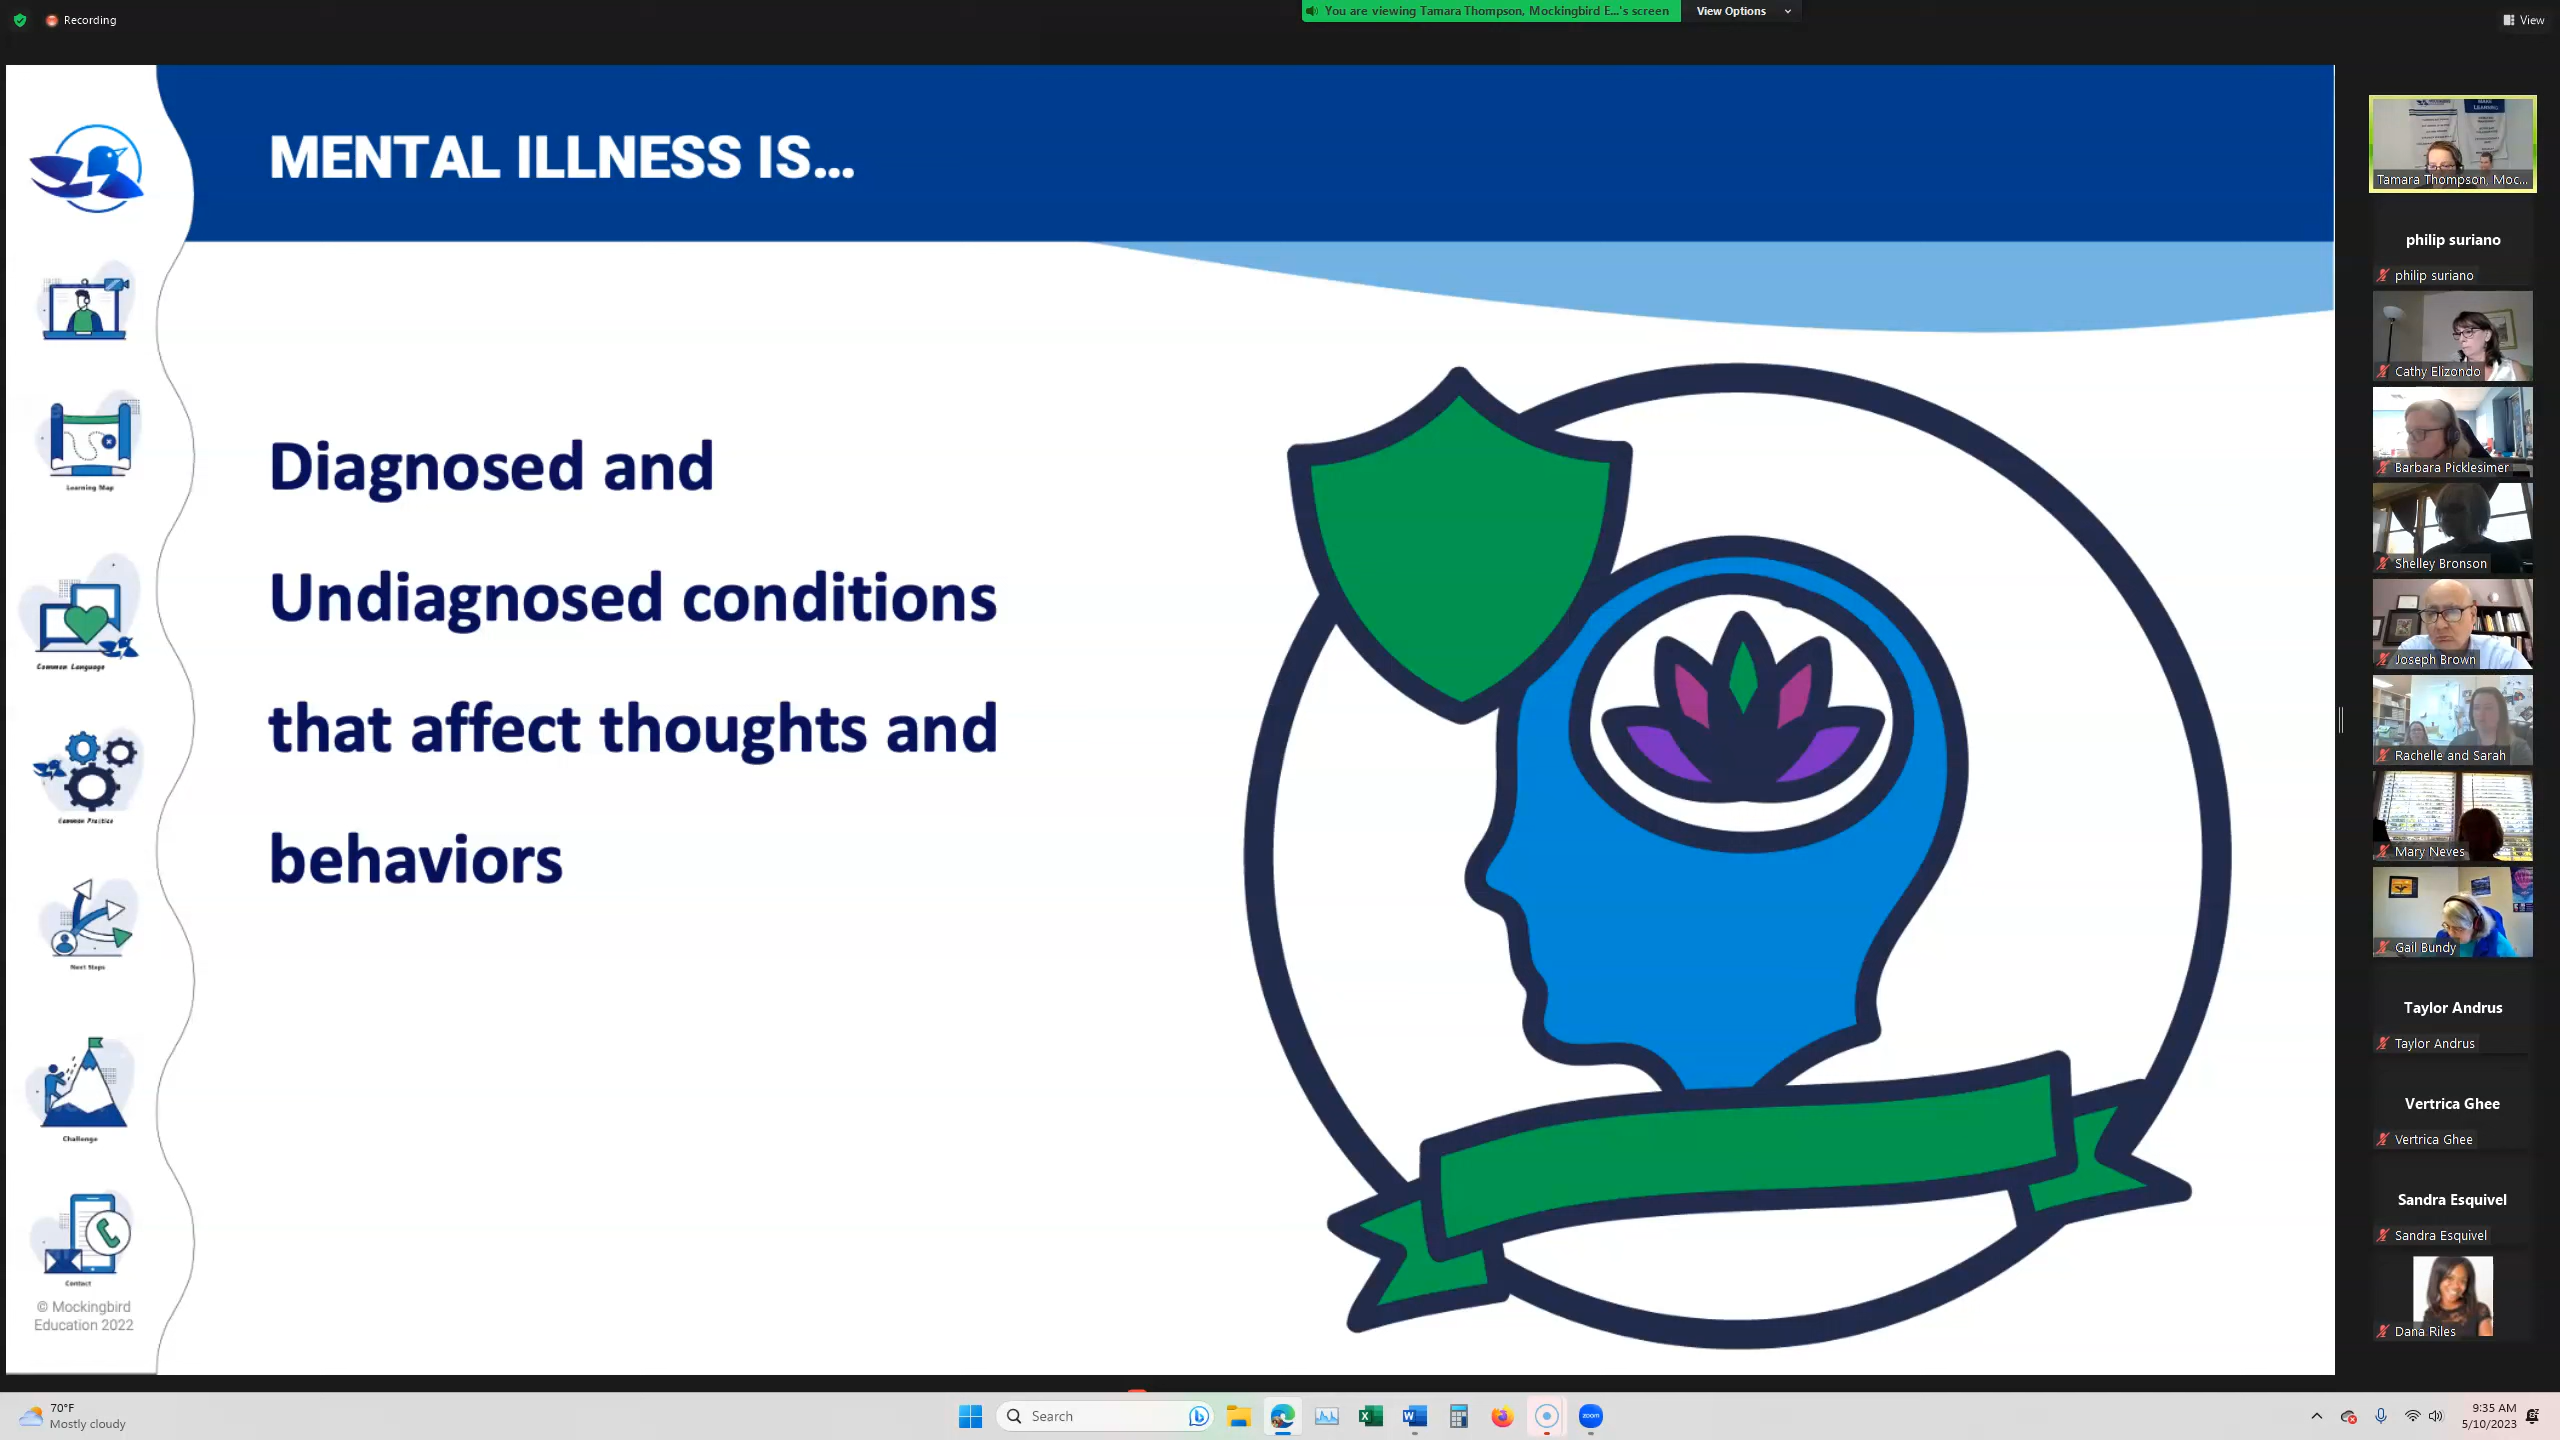 Recording
You are viewing Tamara Thompson, Mockingbird E...'s screen
View Options
View
MENTAL ILLNESS IS...
Diagnosed and
Undiagnosed conditions
that affect thoughts and
behaviors
Learning Map
Common Language
Common Practice
Next Steps
Challenge
Contact
© Mockingbird
Education 2022
Tamara Thompson, Moc...
philip suriano
philip suriano
Cathy Elizondo
Barbara Picklesimer
Shelley Bronson
Joseph Brown
Rachelle and Sarah
Mary Neves
Gail Bundy
Taylor Andrus
Taylor Andrus
Vertrica Ghee
Vertrica Ghee
Sandra Esquivel
Sandra Esquivel
Dana Riles
70°F
Mostly cloudy
Search
zoom
9:35 AM
5/10/2023